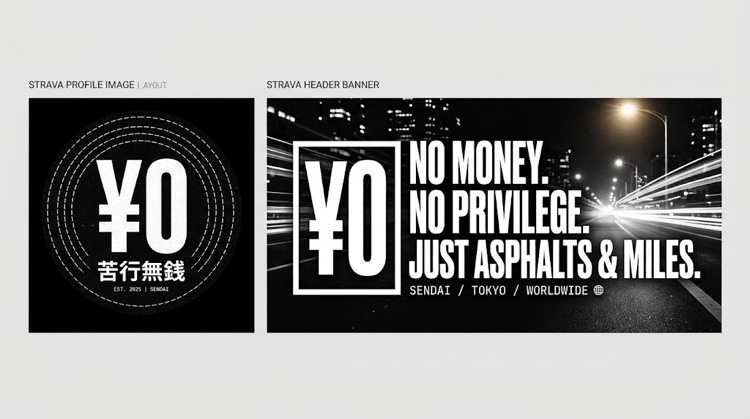 STRAVA PROFILE IMAGE | .AYOUT
¥0
苦行無銭
EST. 2025 | SENDAI
STRAVA HEADER BANNER
¥0
NO MONEY.
NO PRIVILEGE.
JUST ASPHALTS & MILES.
SENDAI / TOKYO / WORLDWIDE